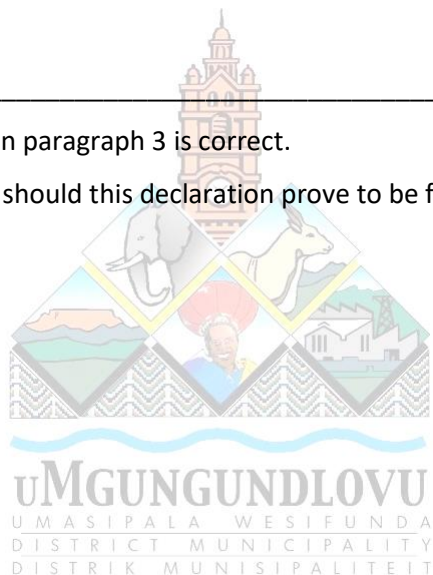 n paragraph 3 is correct.
should this declaration prove to be f
uMGUNGUNDLOVU
UMASIPALA WESIFUNDA
DISTRICT MUNICIPALITY
DISTRIK MUNISIPALITEIT